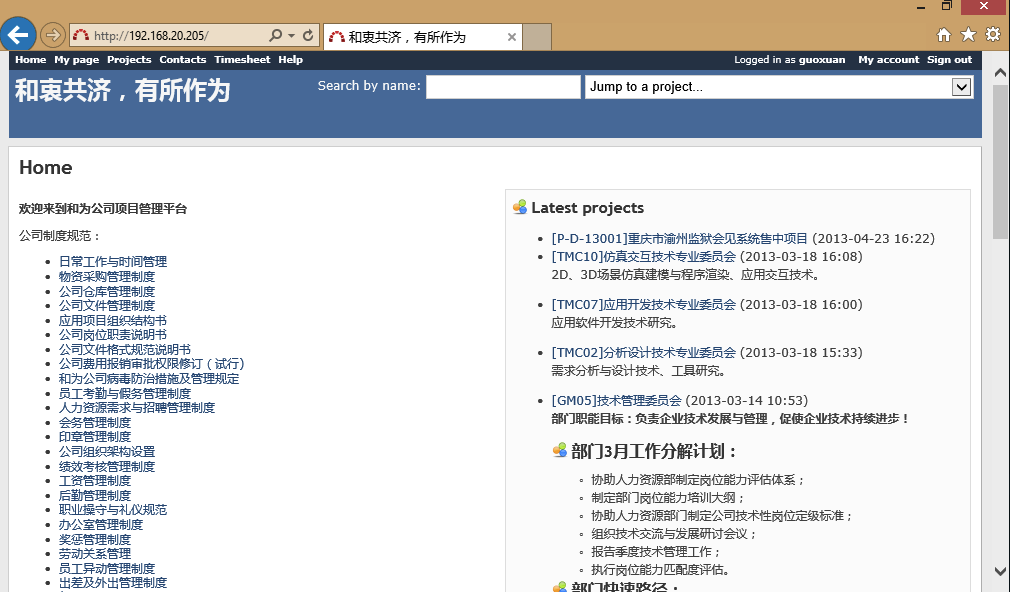 http://192.168.20.205/
和衷共济，有所作为
Home My page Projects Contacts Timesheet Help
Logged in as guoxuan My account Sign out
和衷共济，有所作为
Search by name:
Jump to a project...
Home
欢迎来到和为公司项目管理平台
公司制度规范：
日常工作与时间管理
物资采购管理制度
公司仓库管理制度
公司文件管理制度
应用项目组织结构书
公司岗位职责说明书
公司文件格式规范说明书
公司费用报销审批权限修订（试行）
和为公司病毒防治措施及管理规定
员工考勤与假务管理制度
人力资源需求与招聘管理制度
会务管理制度
印章管理制度
公司组织架构设置
绩效考核管理制度
工资管理制度
后勤管理制度
职业操守与礼仪规范
办公室管理制度
奖惩管理制度
劳动关系管理
员工异动管理制度
出差及外出管理制度
Latest projects
[P-D-13001]重庆市渝州监狱会见系统售中项目 (2013-04-23 16:22)
[TMC10]仿真交互技术专业委员会 (2013-03-18 16:08)
2D、3D场景仿真建模与程序渲染、应用交互技术。
[TMC07]应用开发技术专业委员会 (2013-03-18 16:00)
应用软件开发技术研究。
[TMC02]分析设计技术专业委员会 (2013-03-18 15:33)
需求分析与设计技术、工具研究。
[GM05]技术管理委员会 (2013-03-14 10:53)
部门职能目标：负责企业技术发展与管理，促使企业技术持续进步！
部门3月工作分解计划：
协助人力资源部制定岗位能力评估体系；
制定部门岗位能力培训大纲；
协助人力资源部门制定公司技术性岗位定级标准；
组织技术交流与发展研讨会议；
报告季度技术管理工作；
执行岗位能力匹配度评估。
部门快速路径：